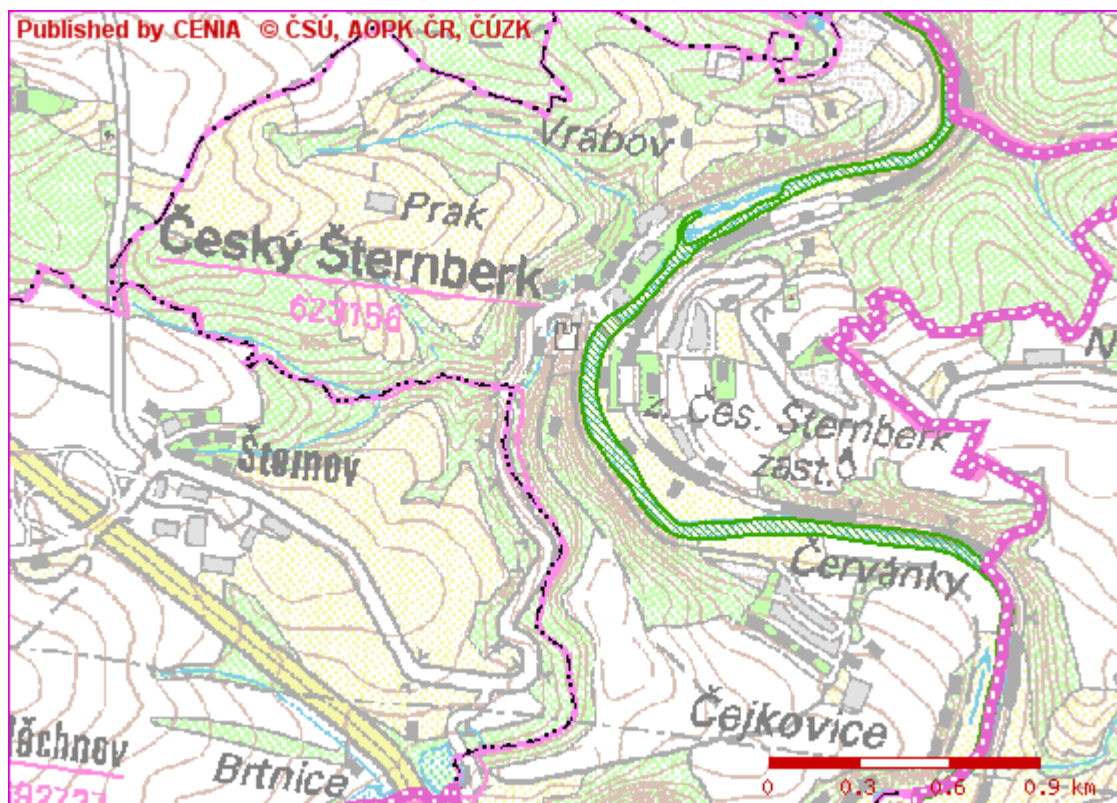 Published by CENIA © ČSÚ, AOPK ČR, ČÚZK
Vrabov
Prak
Český Šternberk
623156
z. Čes. Šternberk
zast.
Šternov
Červánky
Čejkovice
Brtnice
0 0.3 0.6 0.9 km